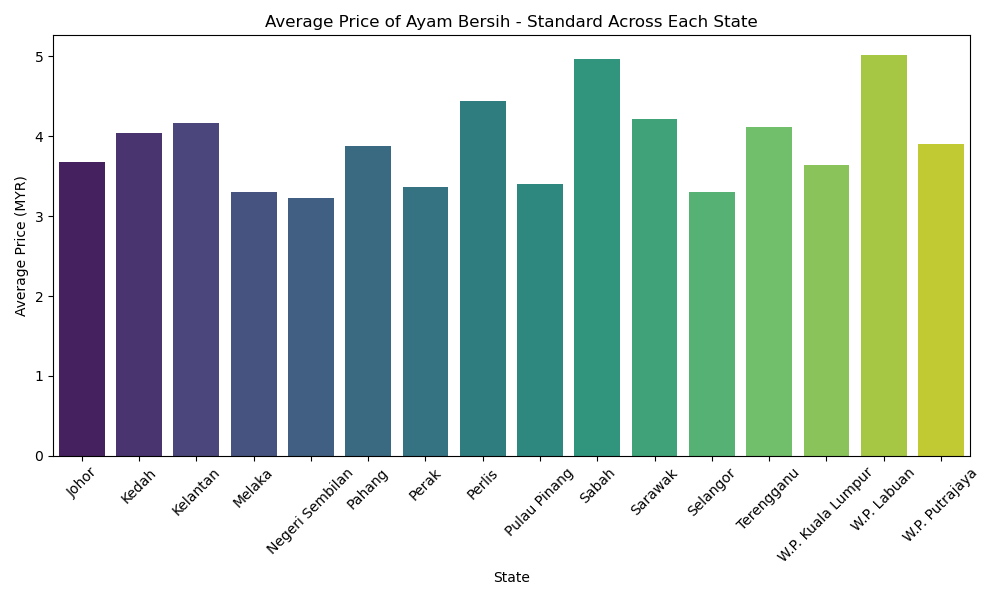 Average Price of Ayam Bersih - Standard Across Each State
Average Price (MYR)
5
4
3
2
1
0
Johor
Kedah
Kelantan
Melaka
Negeri Sembilan
Pahang
Perak
Perlis
Pulau Pinang
Sabah
Sarawak
Selangor
Terengganu
W.P. Kuala Lumpur
W.P. Labuan
W.P. Putrajaya
State